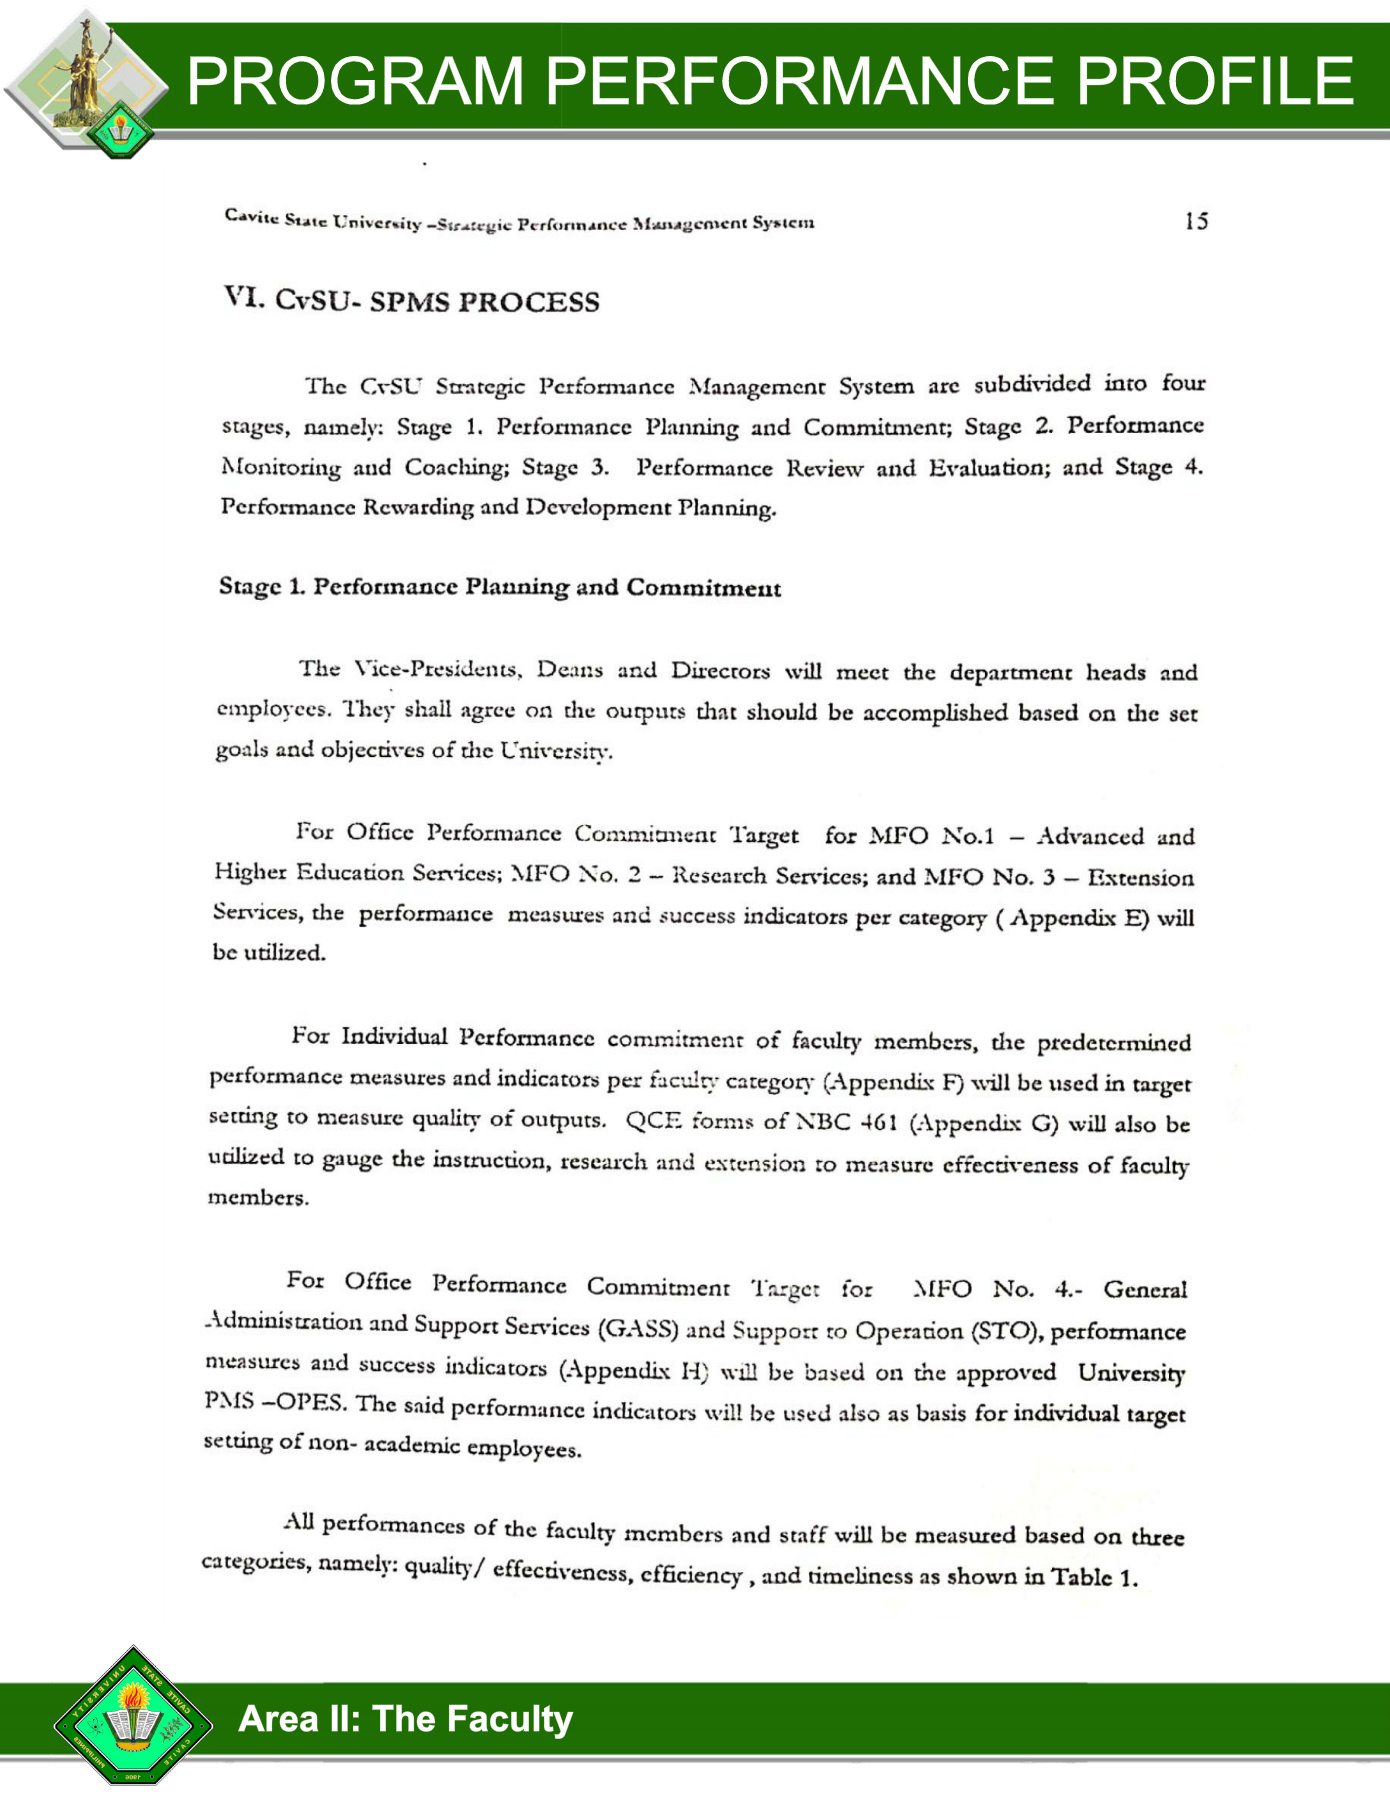 PROGRAM PERFORMANCE PROFILE
Cavite State University –Strategic Performance Management System 15
VI. CvSU- SPMS PROCESS
The CvSU Strategic Performance Management System are subdivided into four
stages, namely: Stage 1. Performance Planning and Commitment; Stage 2. Performance
Monitoring and Coaching; Stage 3. Performance Review and Evaluation; and Stage 4.
Performance Rewarding and Development Planning.
Stage 1. Performance Planning and Commitment
The Vice-Presidents, Deans and Directors will meet the department heads and
employees. They shall agree on the outputs that should be accomplished based on the set
goals and objectives of the University.
For Office Performance Commitment Target for MFO No.1 – Advanced and
Higher Education Services; MFO No. 2 – Research Services; and MFO No. 3 – Extension
Services, the performance measures and success indicators per category ( Appendix E) will
be utilized.
For Individual Performance commitment of faculty members, the predetermined
performance measures and indicators per faculty category (Appendix F) will be used in target
setting to measure quality of outputs. QCE forms of NBC 461 (Appendix G) will also be
utilized to gauge the instruction, research and extension to measure effectiveness of faculty
members.
For Office Performance Commitment Target for MFO No. 4.- General
Administration and Support Services (GASS) and Support to Operation (STO), performance
measures and success indicators (Appendix H) will be based on the approved University
PMS –OPES. The said performance indicators will be used also as basis for individual target
setting of non- academic employees.
All performances of the faculty members and staff will be measured based on three
categories, namely: quality/ effectiveness, efficiency , and timeliness as shown in Table 1.
CAVITE STATE UNIVERSITY
CAVITE PHILIPPINES
1906
Area II: The Faculty